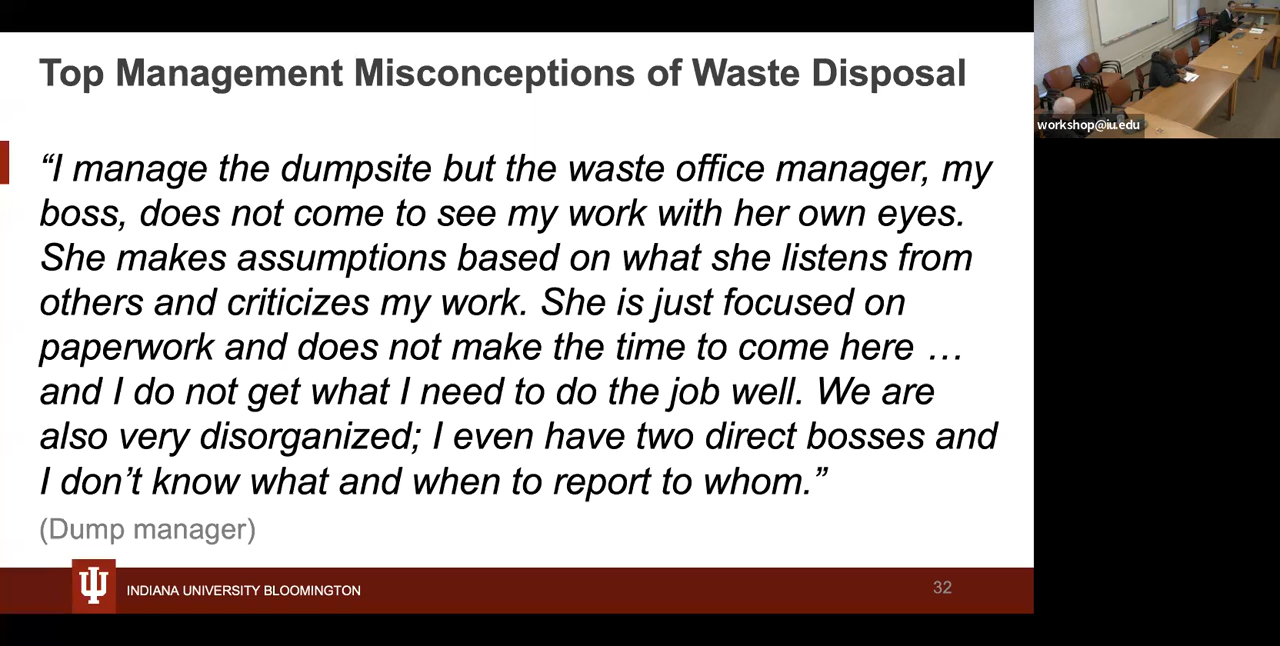 Top Management Misconceptions of Waste Disposal
“I manage the dumpsite but the waste office manager, my
boss, does not come to see my work with her own eyes.
She makes assumptions based on what she listens from
others and criticizes my work. She is just focused on
paperwork and does not make the time to come here …
and I do not get what I need to do the job well. We are
also very disorganized; I even have two direct bosses and
I don’t know what and when to report to whom.”
(Dump manager)
INDIANA UNIVERSITY BLOOMINGTON
32
workshop@iu.edu